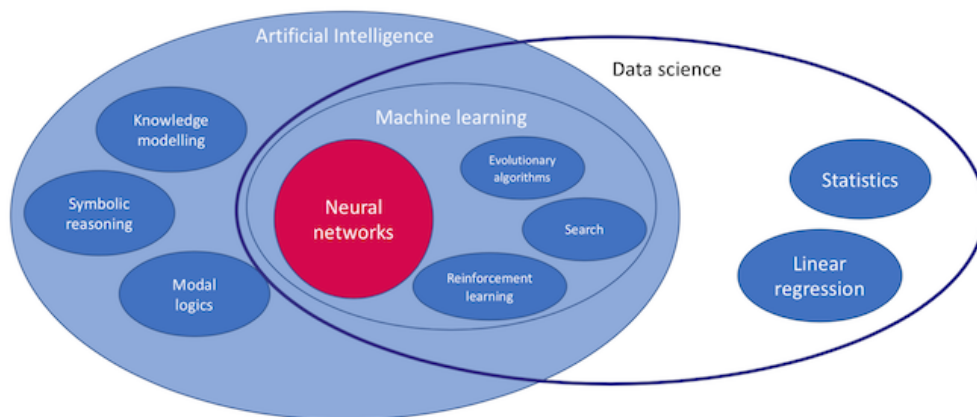 Artificial Intelligence
Data science
Machine learning
Knowledge
modelling
Symbolic
reasoning
Modal
logics
Neural
networks
Evolutionary
algorithms
Search
Reinforcement
learning
Statistics
Linear
regression